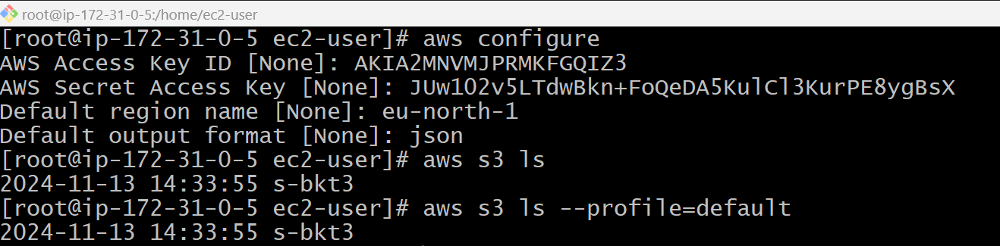 root@ip-172-31-0-5:/home/ec2-user
[root@ip-172-31-0-5 ec2-user]# aws configure
AWS Access Key ID [None]: AKIA2MNVMJPRMKFGQIZ3
AWS Secret Access Key [None]: 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
Default region name [None]: eu-north-1
Default output format [None]: json
[root@ip-172-31-0-5 ec2-user]# aws s3 ls
2024-11-13 14:33:55 s-bkt3
[root@ip-172-31-0-5 ec2-user]# aws s3 ls --profile=default
2024-11-13 14:33:55 s-bkt3